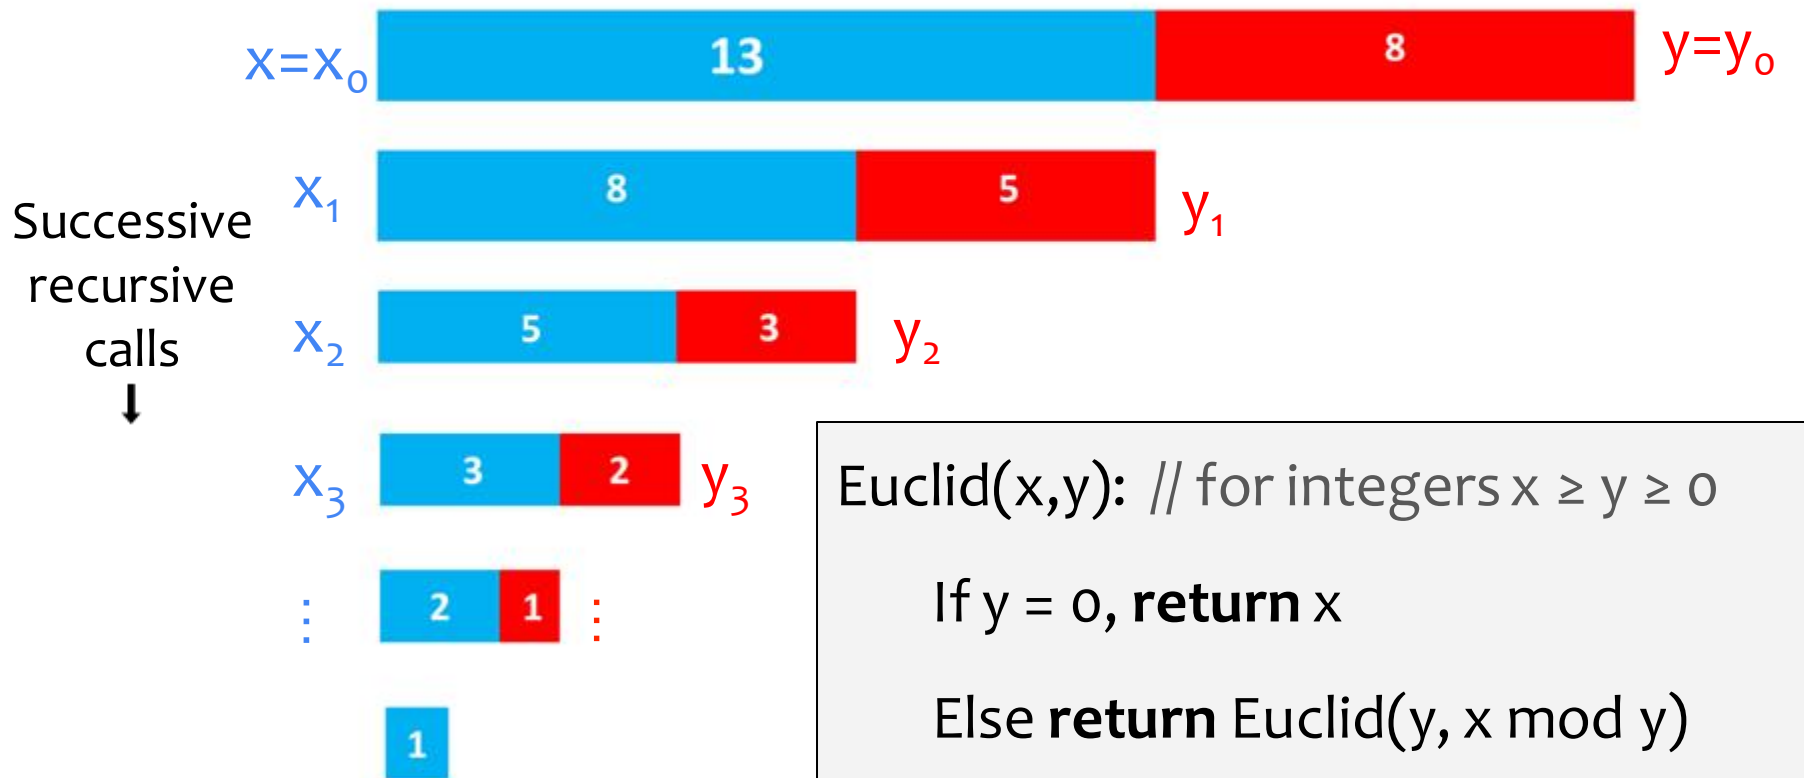 x=x₀ 13 8 y=y₀
x₁ 8 5 y₁
Successive
recursive
calls
x₂ 5 3 y₂
x₃ 3 2 y₃
⋮ 2 1 ⋮
1
Euclid(x,y): // for integers x ≥ y ≥ 0
If y = 0, return x
Else return Euclid(y, x mod y)